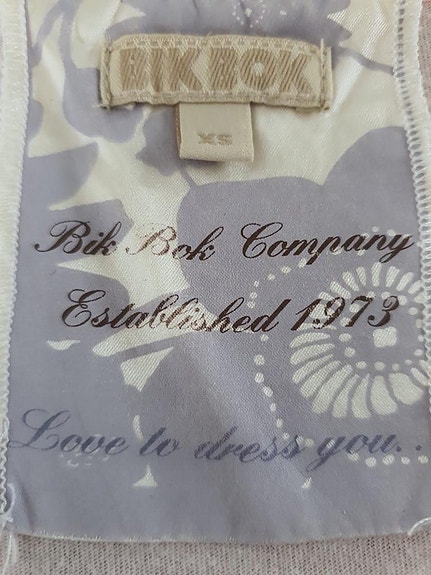 BIK BOK
XS
Bik Bok Company
Established 1973
Love to dress you..